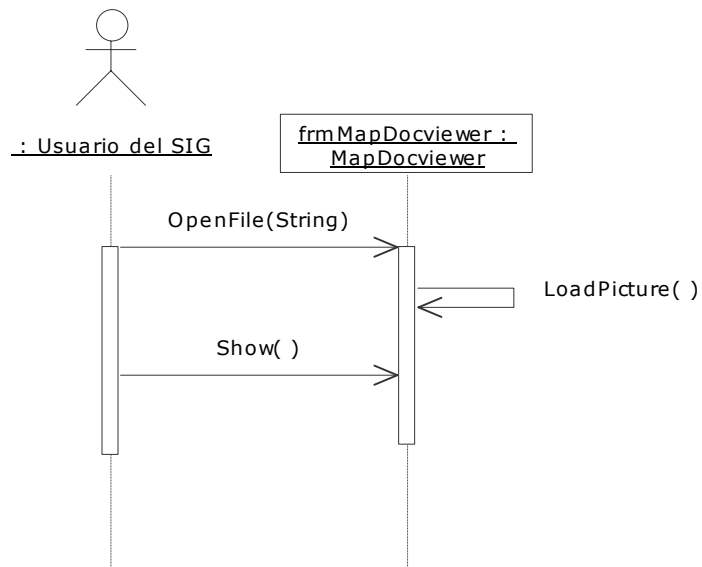 : Usuario del SIG
frmMapDocviewer :
MapDocviewer
OpenFile(String)
LoadPicture( )
Show( )